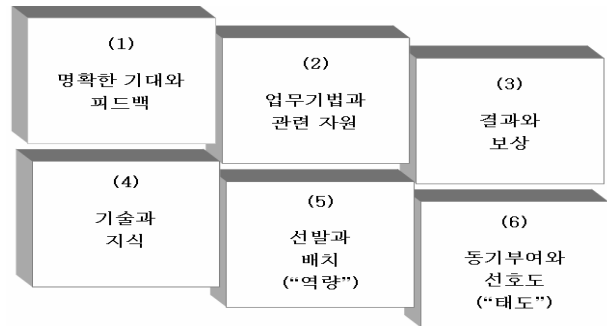 (1)
명확한 기대와
피드백
(2)
업무기법과
관련 자원
(3)
결과와
보상
(4)
기술과
지식
(5)
선발과
배치
(“역량”)
(6)
동기부여와
선호도
(“태도”)